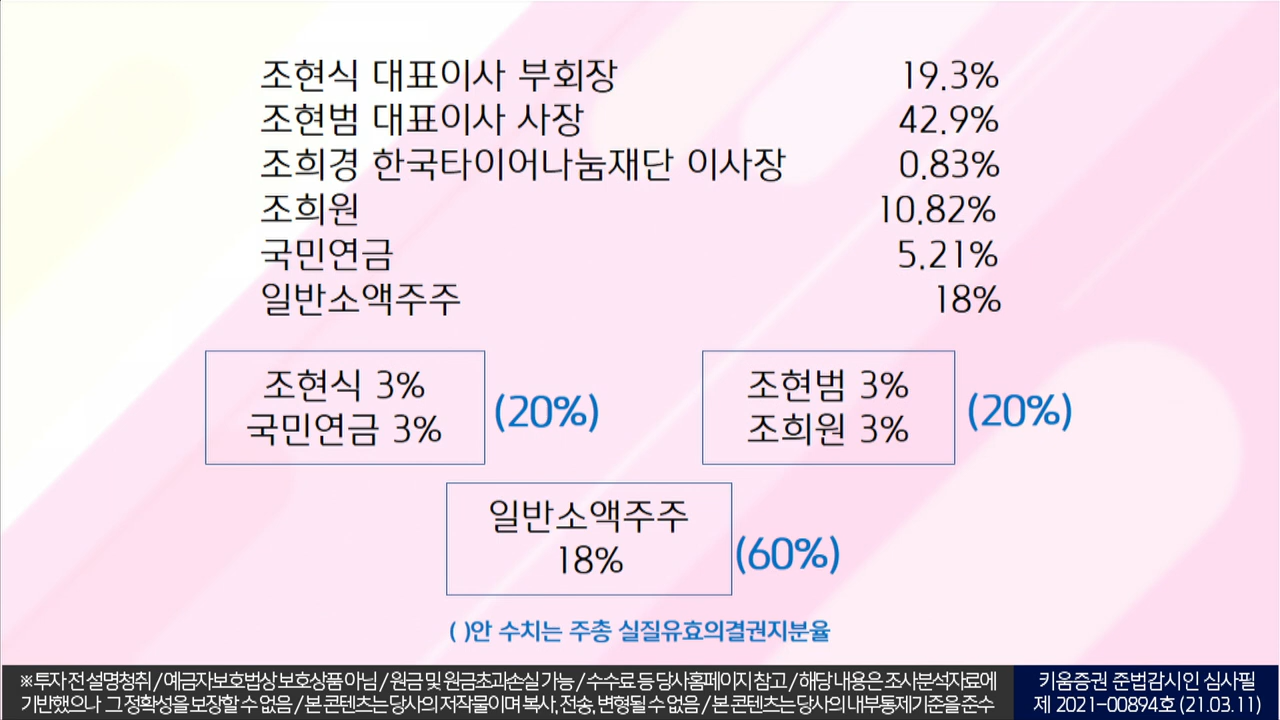 조현식 대표이사 부회장 19.3%
조현범 대표이사 사장 42.9%
조희경 한국타이어나눔재단 이사장 0.83%
조희원 10.82%
국민연금 5.21%
일반소액주주 18%
조현식 3%
국민연금 3%
(20%)
조현범 3%
조희원 3%
(20%)
일반소액주주
18%
(60%)
( )안 수치는 주총 실질유효의결권지분율
※ 투자 전 설명청취 / 예금자보호법상 보호상품 아님 / 원금 및 원금초과손실 가능 / 수수료 등 당사홈페이지 참고 / 해당 내용은 조사분석자료에
기반했으나 그 정확성을 보장할 수 없음 / 본 콘텐츠는 당사의 저작물이며 복사, 전송, 변형될 수 없음 / 본 콘텐츠는 당사의 내부통제기준을 준수
키움증권 준법감시인 심사필
제 2021-00894호 (21.03.11)